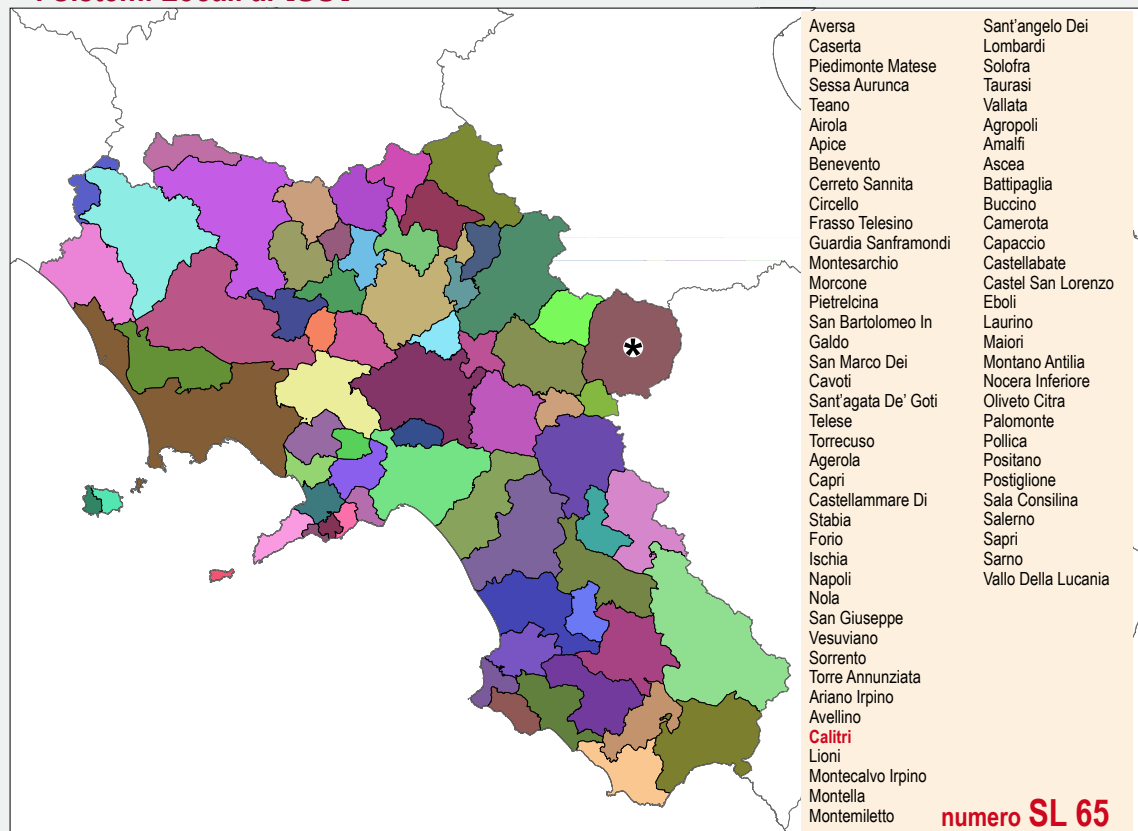 Aversa
Caserta
Piedimonte Matese
Sessa Aurunca
Teano
Airola
Apice
Benevento
Cerreto Sannita
Circello
Frasso Telesino
Guardia Sanframondi
Montesarchio
Morcone
Pietrelcina
San Bartolomeo In
Galdo
San Marco Dei
Cavoti
Sant'agata De' Goti
Telese
Torrecuso
Agerola
Capri
Castellammare Di
Stabia
Forio
Ischia
Napoli
Nola
San Giuseppe
Vesuviano
Sorrento
Torre Annunziata
Ariano Irpino
Avellino
Calitri
Lioni
Montecalvo Irpino
Montella
Montemiletto
Sant'angelo Dei
Lombardi
Solofra
Taurasi
Vallata
Agropoli
Amalfi
Ascea
Battipaglia
Buccino
Camerota
Capaccio
Castellabate
Castel San Lorenzo
Eboli
Laurino
Maiori
Montano Antilia
Nocera Inferiore
Oliveto Citra
Palomonte
Pollica
Positano
Postiglione
Sala Consilina
Salerno
Sapri
Sarno
Vallo Della Lucania
numero SL 65